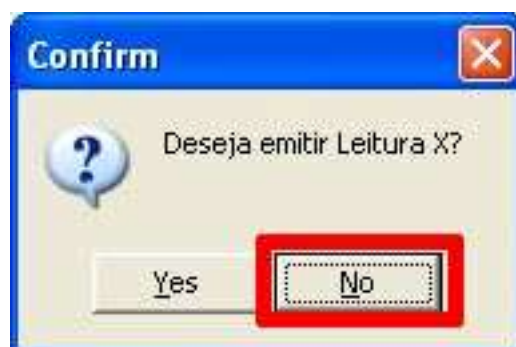 Confirm
Deseja emitir Leitura X?
Yes No